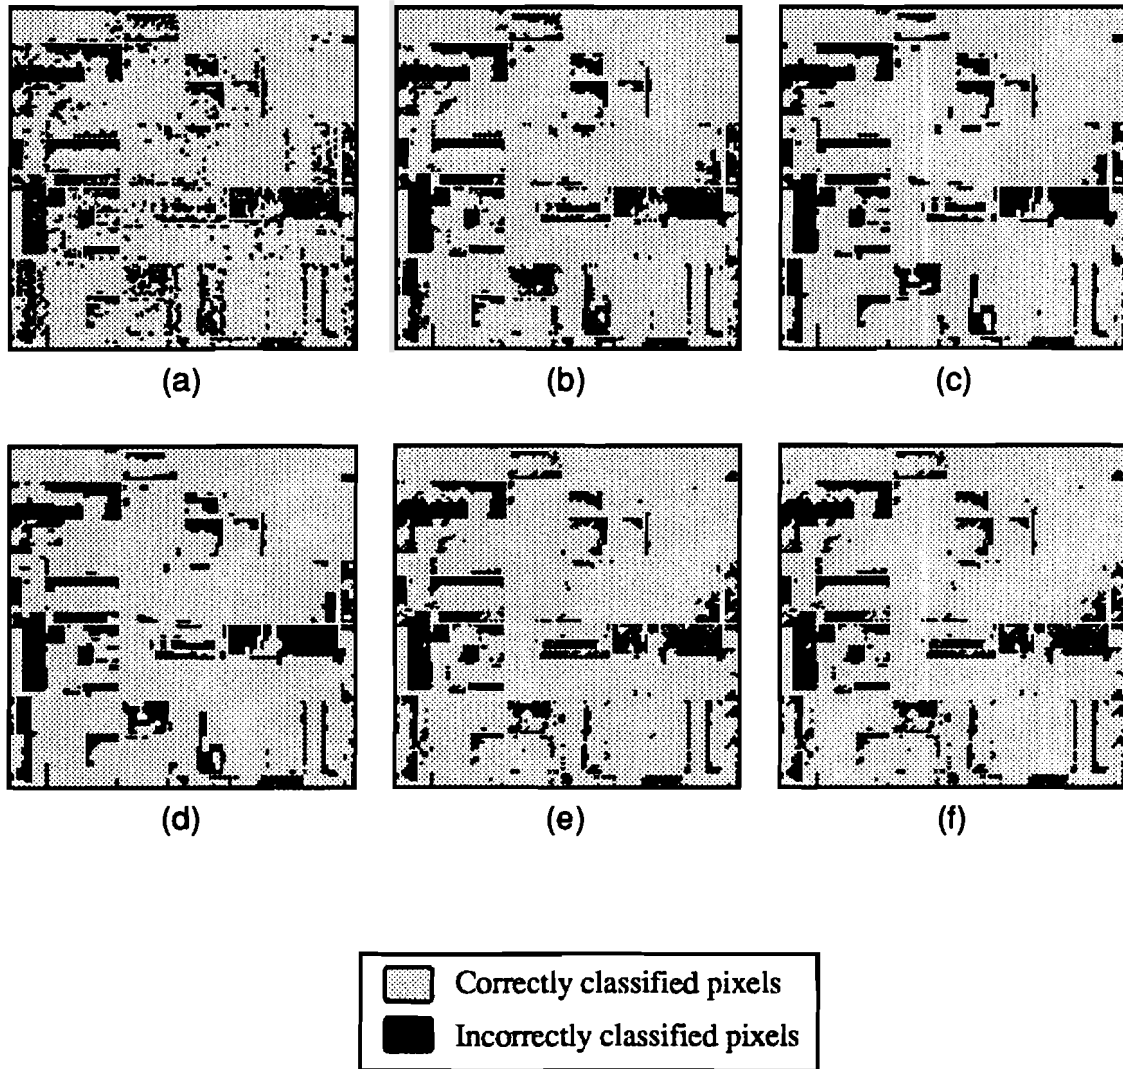 (a)
(b)
(c)
(d)
(e)
(f)
Correctly classified pixels
Incorrectly classified pixels